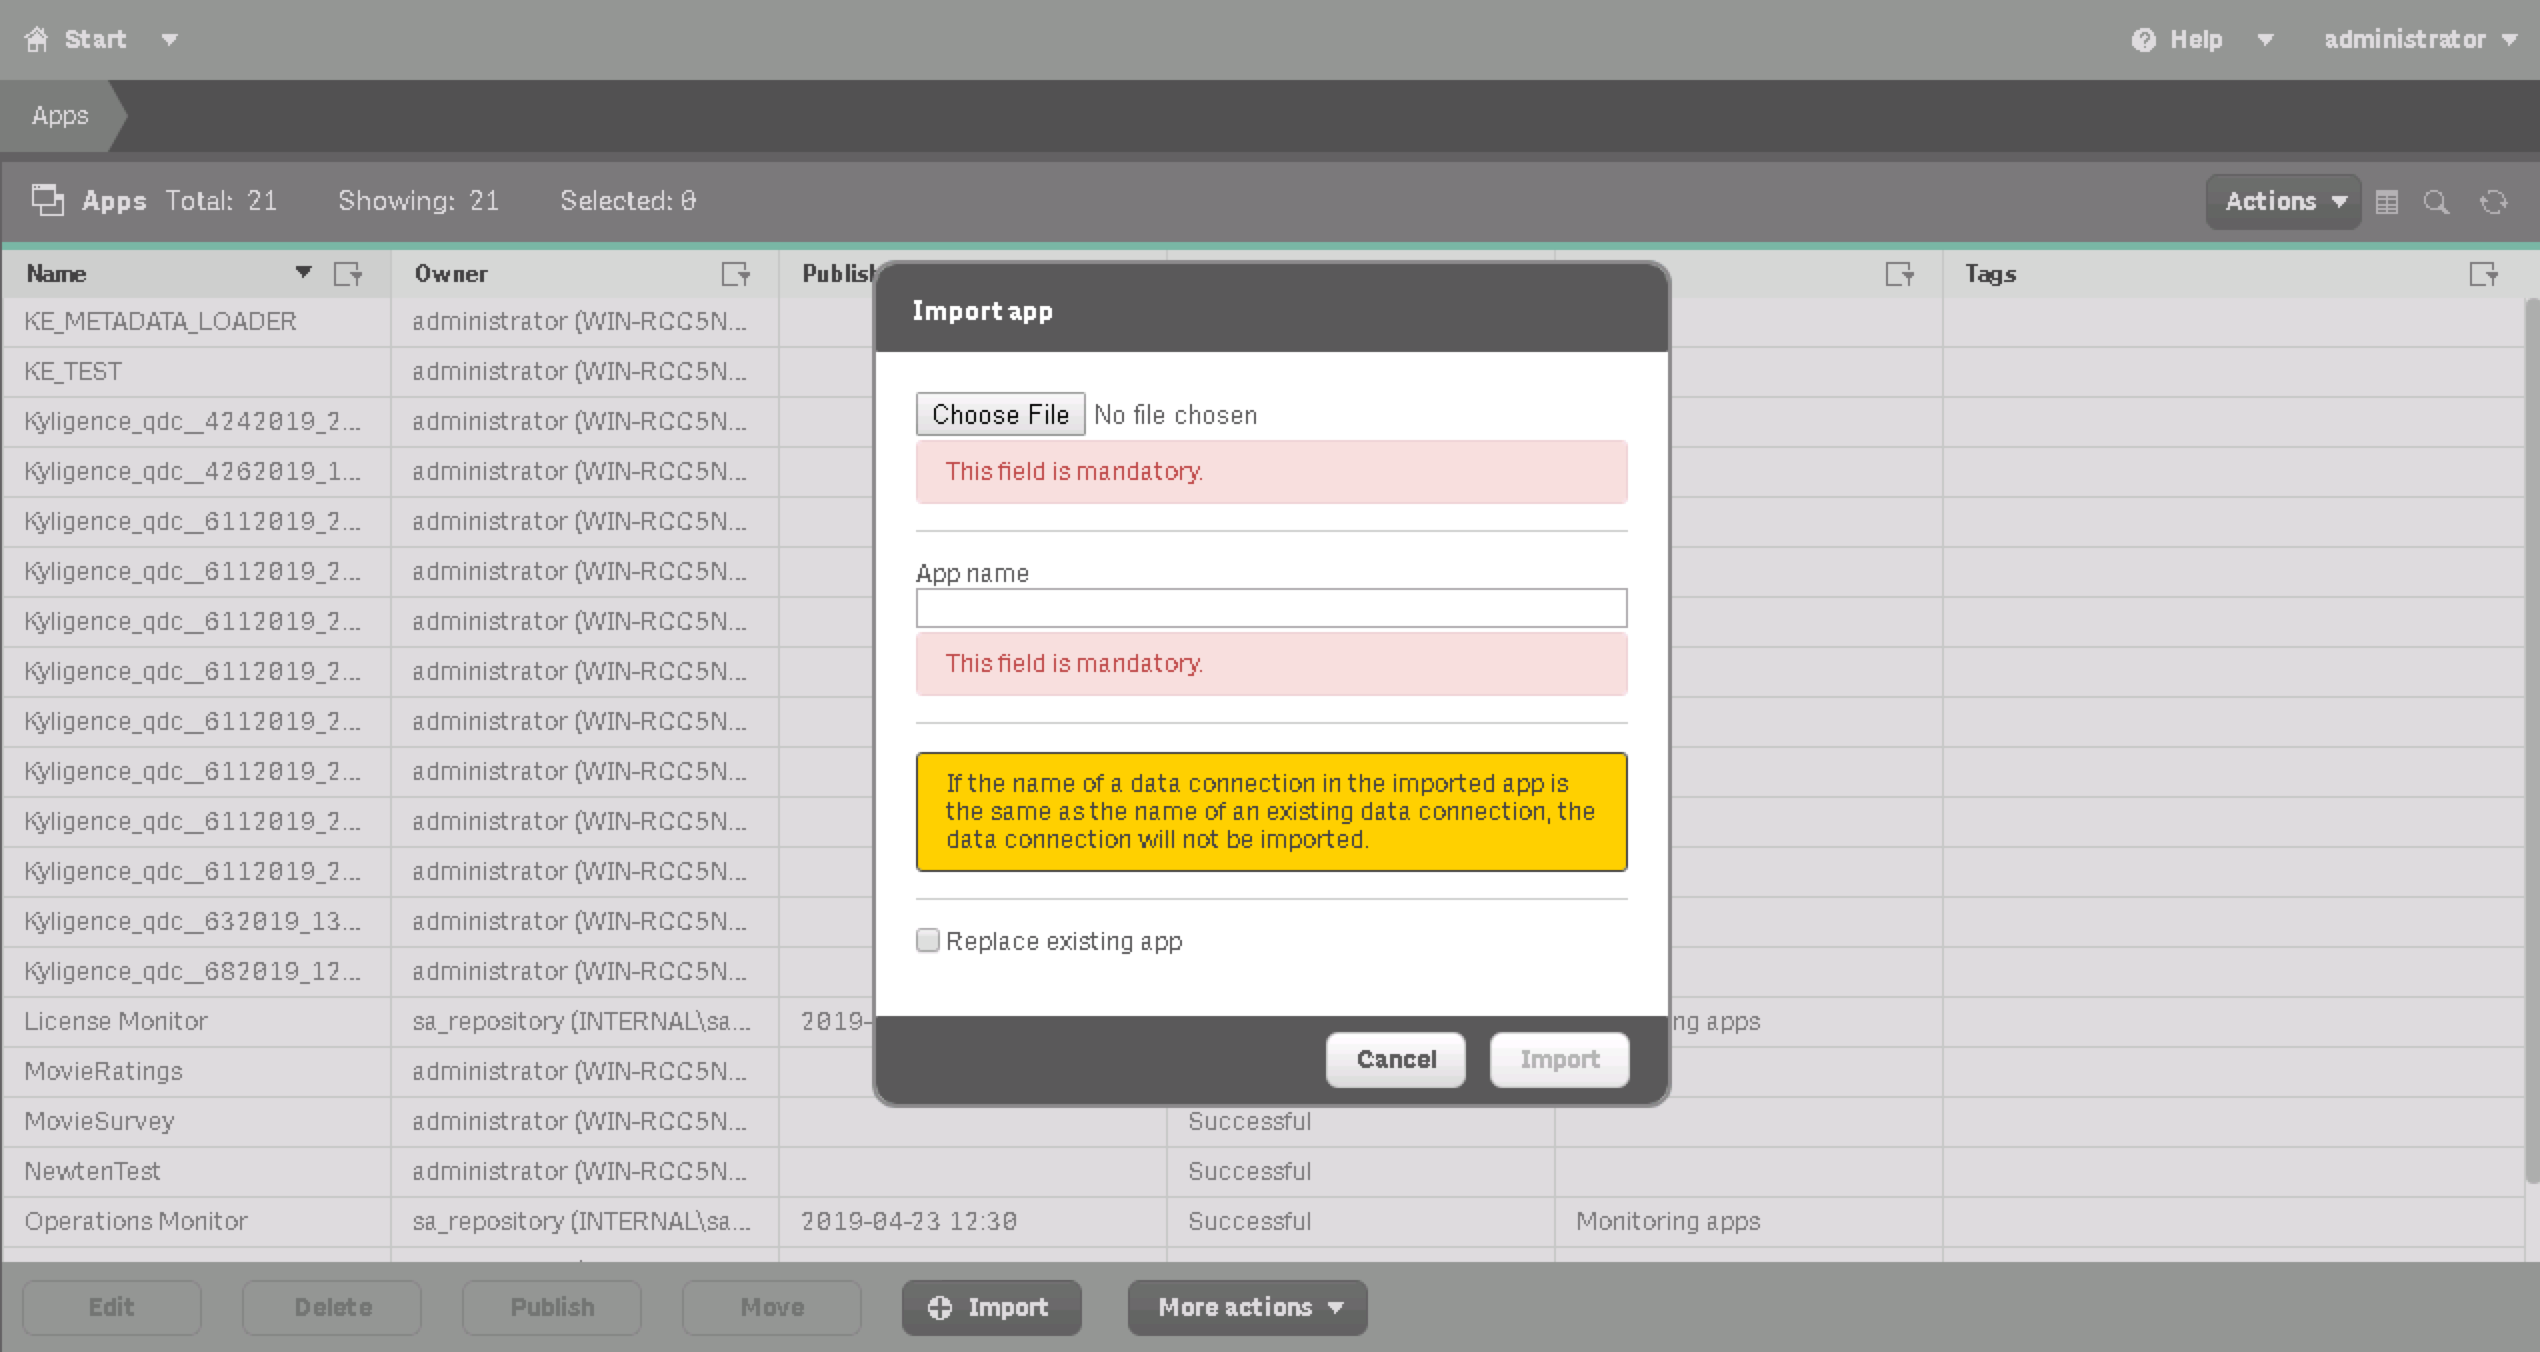 Start
Help
administrator
Apps
Apps Total: 21 Showing: 21 Selected: 0
Actions
Name Owner Publish Tags
KE_METADATA_LOADER administrator (WIN-RCC5N...
KE_TEST administrator (WIN-RCC5N...
Kyligence_qdc__4242019_2... administrator (WIN-RCC5N...
Kyligence_qdc__4262019_1... administrator (WIN-RCC5N...
Kyligence_qdc__6112019_2... administrator (WIN-RCC5N...
Kyligence_qdc__6112019_2... administrator (WIN-RCC5N...
Kyligence_qdc__6112019_2... administrator (WIN-RCC5N...
Kyligence_qdc__6112019_2... administrator (WIN-RCC5N...
Kyligence_qdc__6112019_2... administrator (WIN-RCC5N...
Kyligence_qdc__6112019_2... administrator (WIN-RCC5N...
Kyligence_qdc__6112019_2... administrator (WIN-RCC5N...
Kyligence_qdc__6112019_2... administrator (WIN-RCC5N...
Kyligence_qdc__632019_13... administrator (WIN-RCC5N...
Kyligence_qdc__682019_12... administrator (WIN-RCC5N...
License Monitor sa_repository (INTERNAL\sa... 2019- ng apps
MovieRatings administrator (WIN-RCC5N...
MovieSurvey administrator (WIN-RCC5N... Successful
NewtenTest administrator (WIN-RCC5N... Successful
Operations Monitor sa_repository (INTERNAL\sa... 2019-04-23 12:30 Successful Monitoring apps
Import app
Choose File No file chosen
This field is mandatory.
App name
This field is mandatory.
If the name of a data connection in the imported app is
the same as the name of an existing data connection, the
data connection will not be imported.
Replace existing app
Cancel Import
Edit Delete Publish Move Import More actions